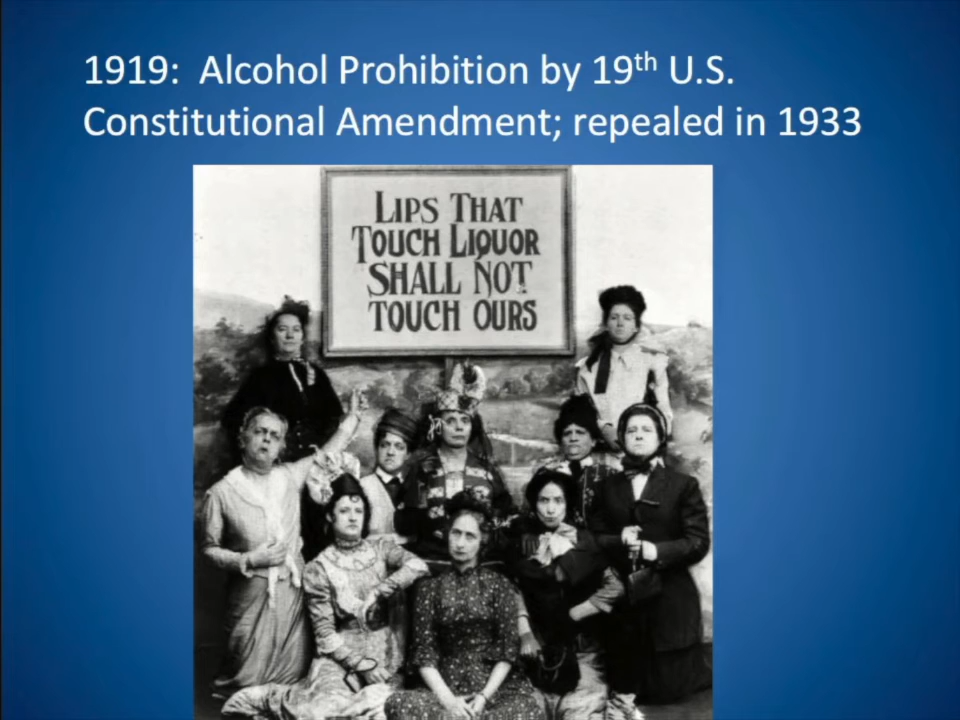 1919: Alcohol Prohibition by 19th U.S.
Constitutional Amendment; repealed in 1933
LIPS THAT
TOUCH LIQUOR
SHALL NOT
TOUCH OURS